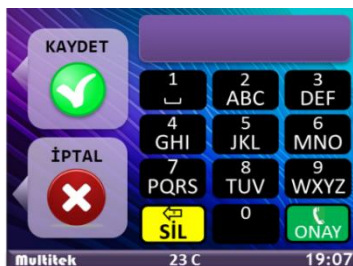 KAYDET
İPTAL
1
2
ABC
3
DEF
4
GHI
5
JKL
6
MNO
7
PQRS
8
TUV
9
WXYZ
SİL
0
ONAY
Multitek
23 C
19:07